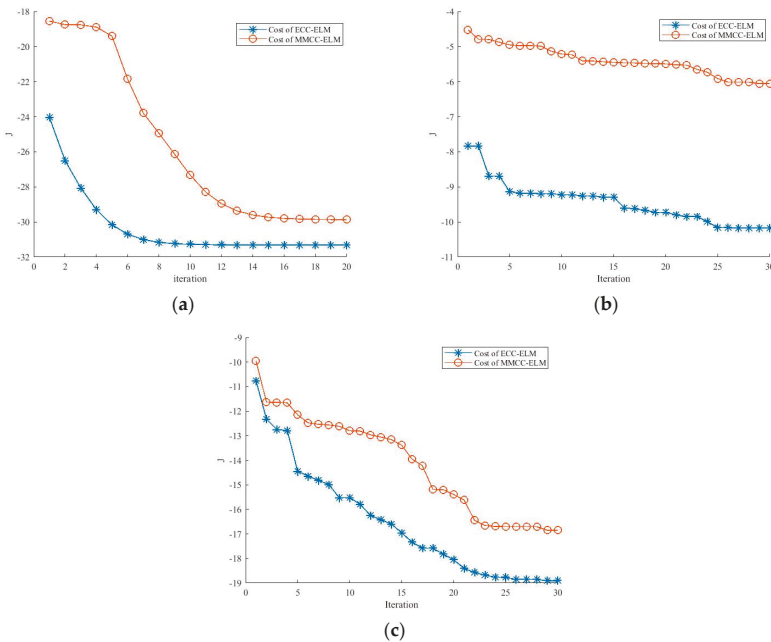 -16
-18
-20
-22
-24
-26
-28
-30
-32
J
0 2 4 6 8 10 12 14 16 18 20
iteration
Cost of ECC-ELM
Cost of MMCC-ELM
(a)
-4
-5
-6
-7
-8
-9
-10
-11
J
0 5 10 15 20 25 30
Iteration
Cost of ECC-ELM
Cost of MMCC-ELM
(b)
-9
-10
-11
-12
-13
-14
-15
-16
-17
-18
-19
J
0 5 10 15 20 25 30
Iteration
Cost of ECC-ELM
Cost of MMCC-ELM
(c)